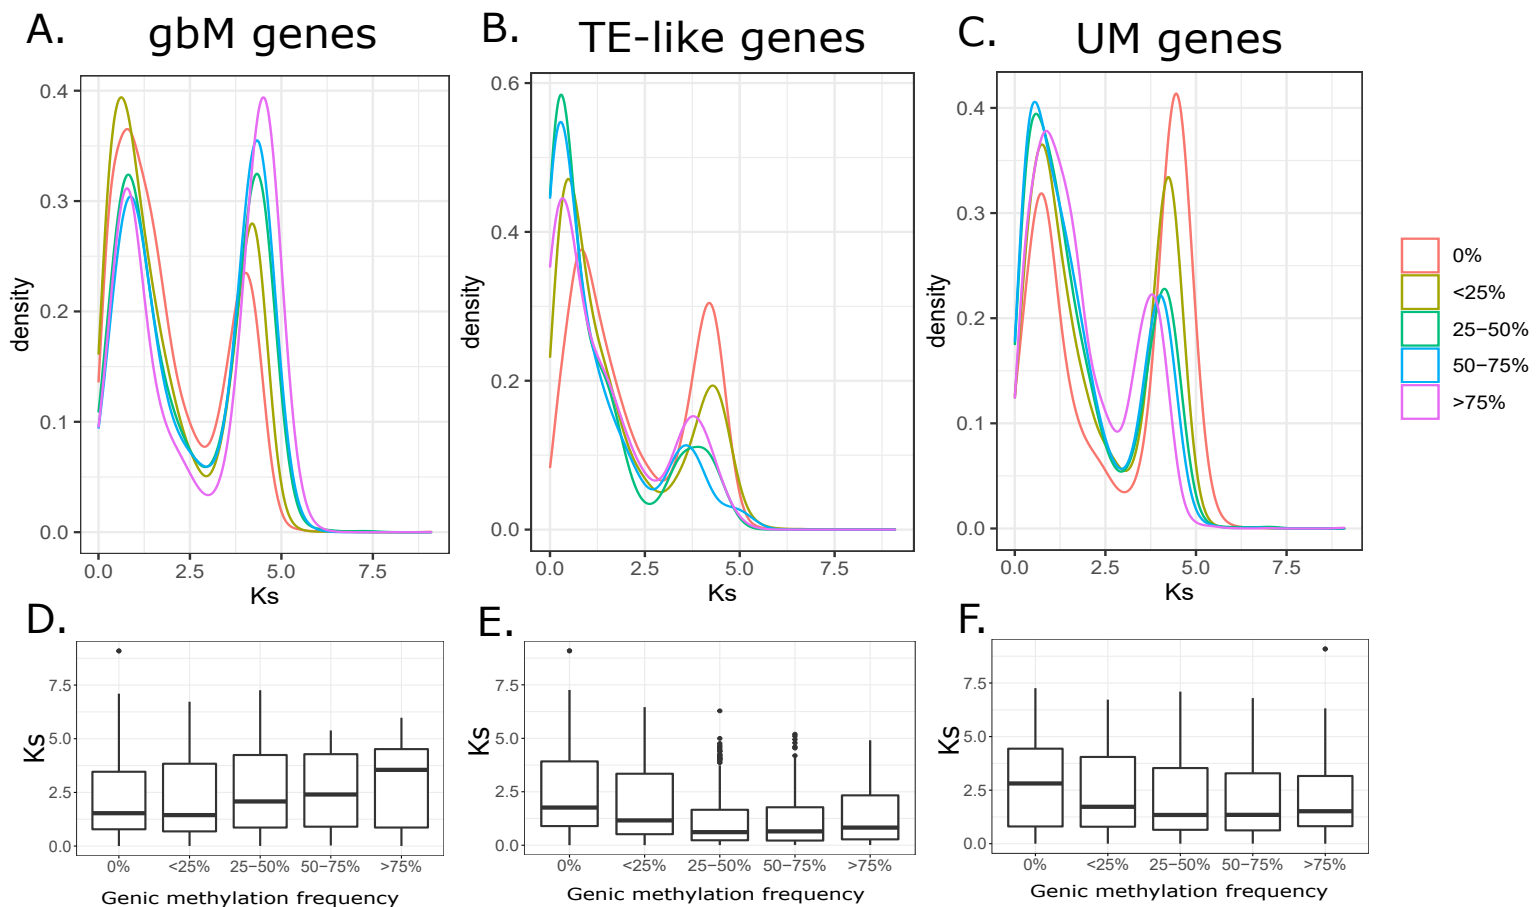 A. gbM genes
B. TE-like genes
C. UM genes
density
0.4
0.3
0.2
0.1
0.0
0.0 2.5 5.0 7.5
Ks
density
0.6
0.4
0.2
0.0
0.0 2.5 5.0 7.5
Ks
density
0.4
0.3
0.2
0.1
0.0
0.0 2.5 5.0 7.5
Ks
0%
<25%
25−50%
50−75%
>75%
D.
Ks
7.5
5.0
2.5
0.0
0% <25% 25−50% 50−75% >75%
Genic methylation frequency
E.
Ks
7.5
5.0
2.5
0.0
0% <25% 25−50% 50−75% >75%
Genic methylation frequency
F.
Ks
7.5
5.0
2.5
0.0
0% <25% 25−50% 50−75% >75%
Genic methylation frequency